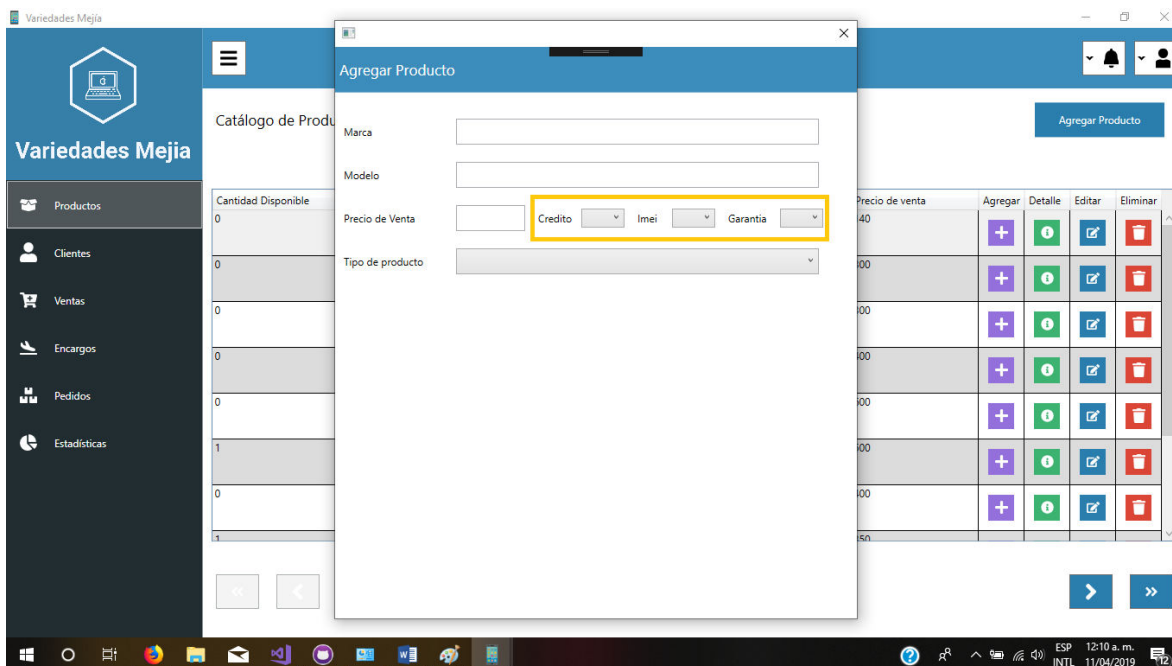 Variedades Mejía
Agregar Producto
Catálogo de Produ
Agregar Producto
Variedades Mejia
Marca
Modelo
Precio de Venta
Credito
Imei
Garantia
Tipo de producto
Productos
Clientes
Ventas
Encargos
Pedidos
Estadísticas
Cantidad Disponible
Precio de venta
Agregar
Detalle
Editar
Eliminar
0
0
0
0
0
1
0
1
ESP
INTL
12:10 a. m.
11/04/2019